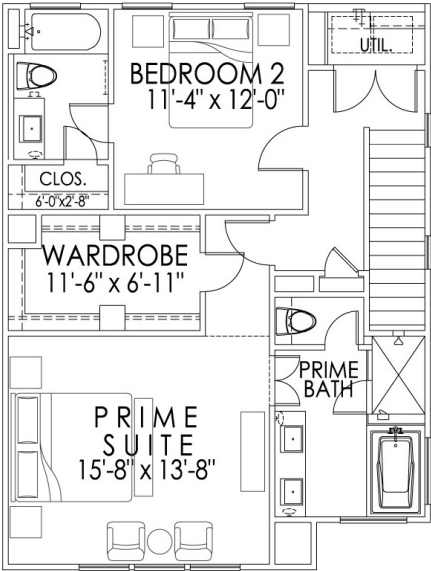 UTIL.
BEDROOM 2
11'-4" x 12'-0"
CLOS.
6'-0"x2'-8"
WARDROBE
11'-6" x 6'-11"
PRIME
BATH
PRIME
SUITE
15'-8" x 13'-8"